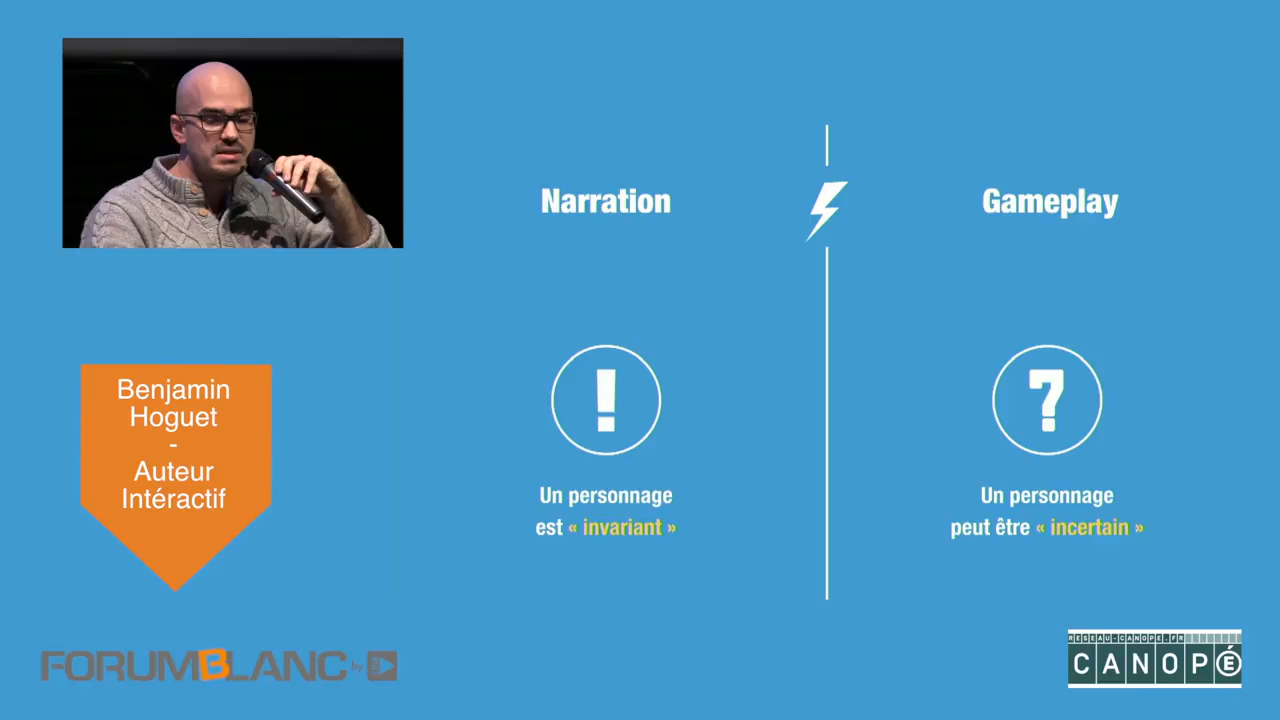 Narration
Gameplay
!
?
Un personnage
est « invariant »
Un personnage
peut être « incertain »
Benjamin
Hoguet
-
Auteur
Intéractif
FORUMBLANC by
RESEAU-CANOPE.FR
CANOPÉ